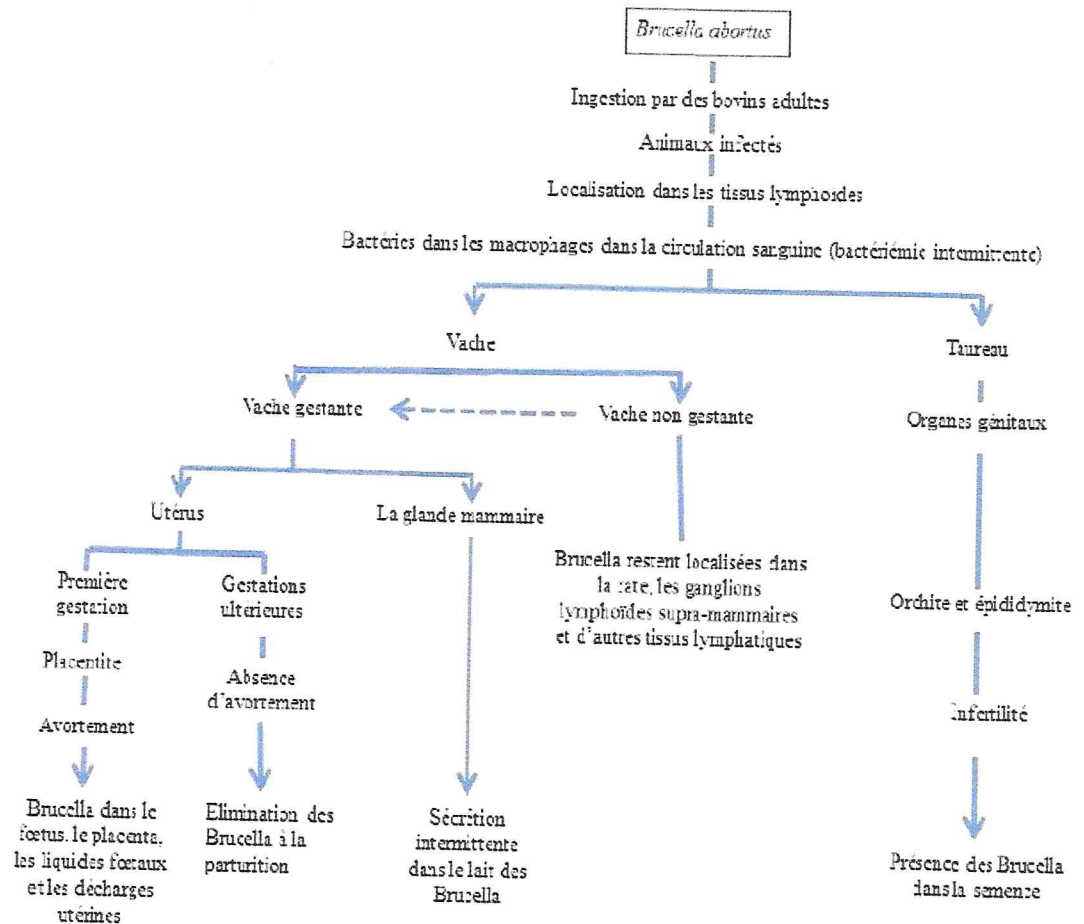 Brucella abortus
Ingestion par des bovins adultes
Animaux infectés
Localisation dans les tissus lymphoïdes
Bactéries dans les macrophages dans la circulation sanguine (bactériémie intermittente)
Vache
Taureau
Vache gestante
Vache non gestante
Organes génitaux
Utérus
La glande mammaire
Première
gestation
Gestations
ultérieures
Brucella restent localisées dans
la rate, les ganglions
lymphoïdes supra-mammaires
et d'autres tissus lymphatiques
Orchite et épididymite
Placentite
Absence
d'avortement
Avortement
Infertilité
Brucella dans le
fœtus, le placenta,
les liquides fœtaux
et les décharges
utérines
Elimination des
Brucella à la
parturition
Sécrétion
intermittente
dans le lait des
Brucella
Présence des Brucella
dans la semence